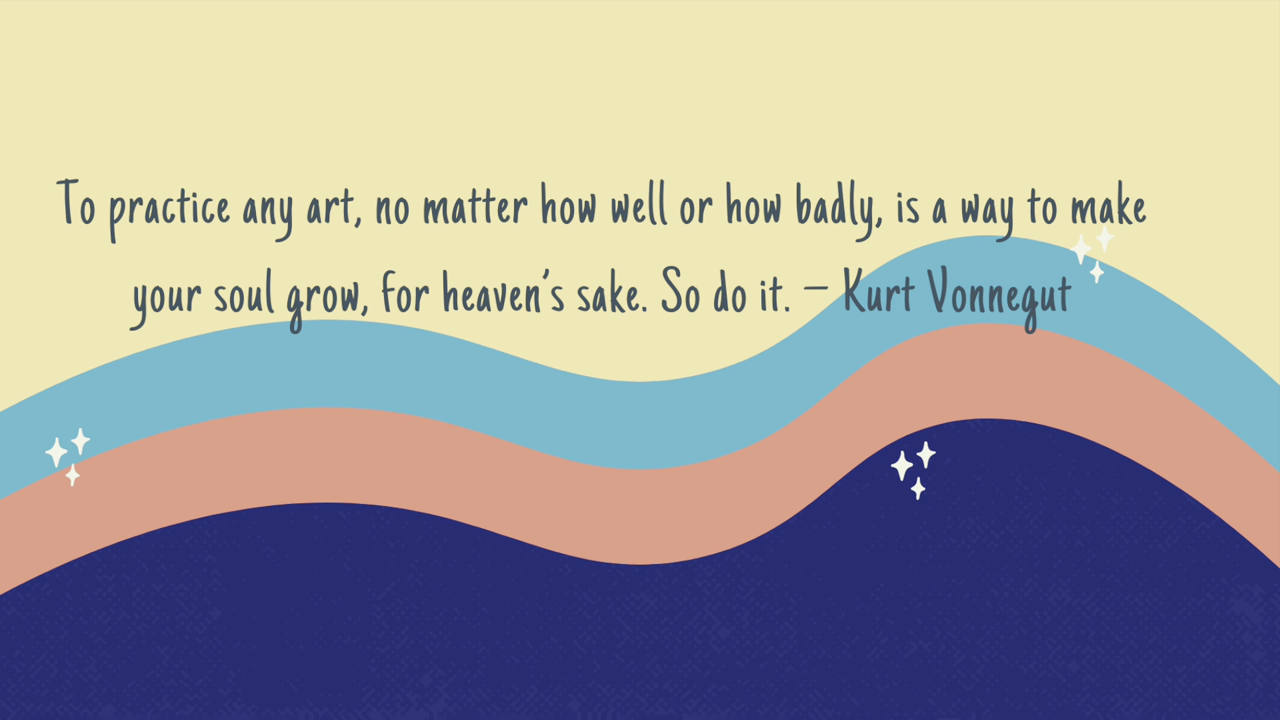 To practice any art, no matter how well or how badly, is a way to make
your soul grow, for heaven's sake. So do it. – Kurt Vonnegut